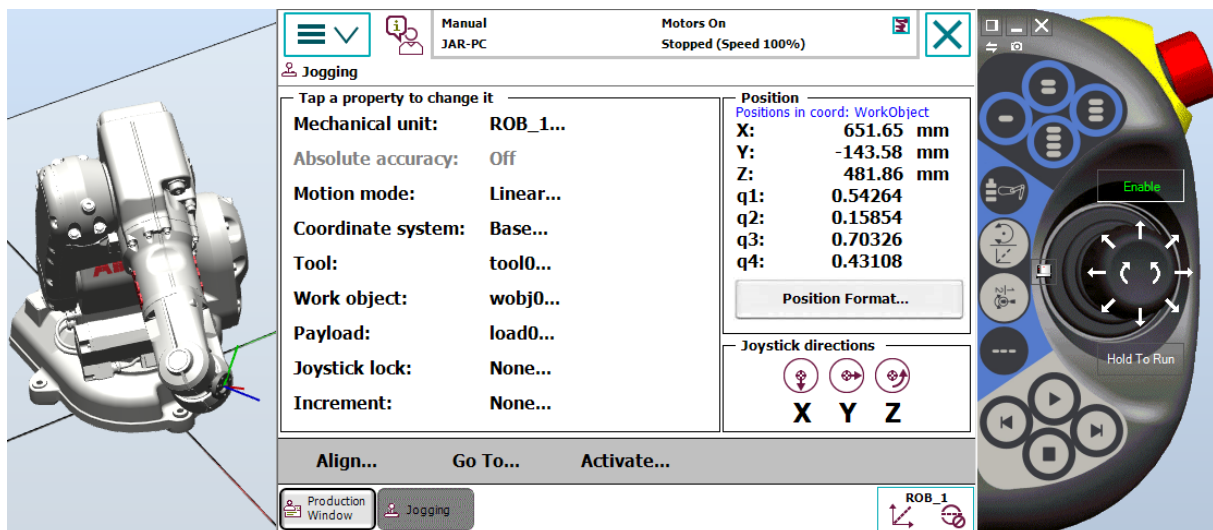 Manual
JAR-PC
Motors On
Stopped (Speed 100%)
Jogging
Tap a property to change it
Mechanical unit: ROB_1...
Absolute accuracy: Off
Motion mode: Linear...
Coordinate system: Base...
Tool: tool0...
Work object: wobj0...
Payload: load0...
Joystick lock: None...
Increment: None...
Position
Positions in coord: WorkObject
X: 651.65 mm
Y: -143.58 mm
Z: 481.86 mm
q1: 0.54264
q2: 0.15854
q3: 0.70326
q4: 0.43108
Position Format...
Joystick directions
X Y Z
Align... Go To... Activate...
Production
Window
Jogging
ROB_1
Enable
Hold To Run